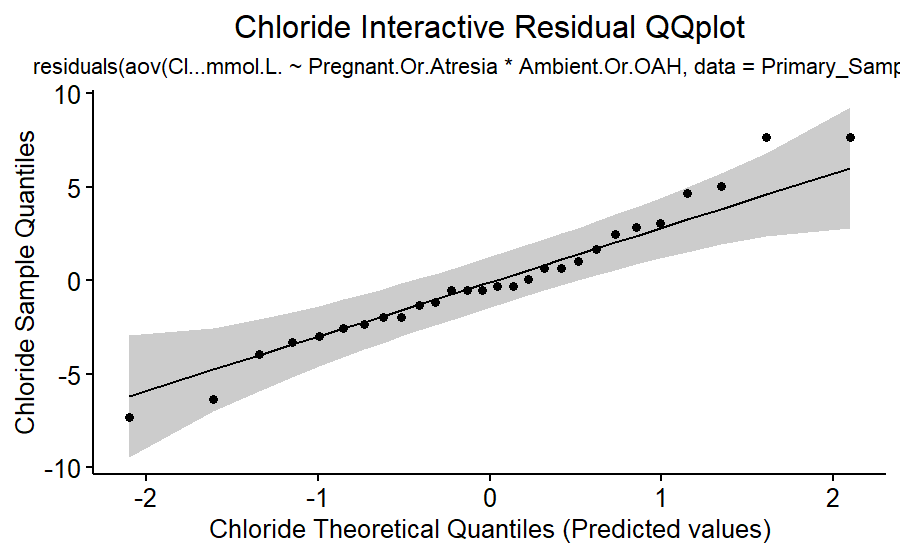 Chloride Interactive Residual QQplot
residuals(aov(Cl...mmol.L. ~ Pregnant.Or.Atresia * Ambient.Or.OAH, data = Primary_Samp
10
5
0
-5
-10
Chloride Sample Quantiles
-2 -1 0 1 2
Chloride Theoretical Quantiles (Predicted values)